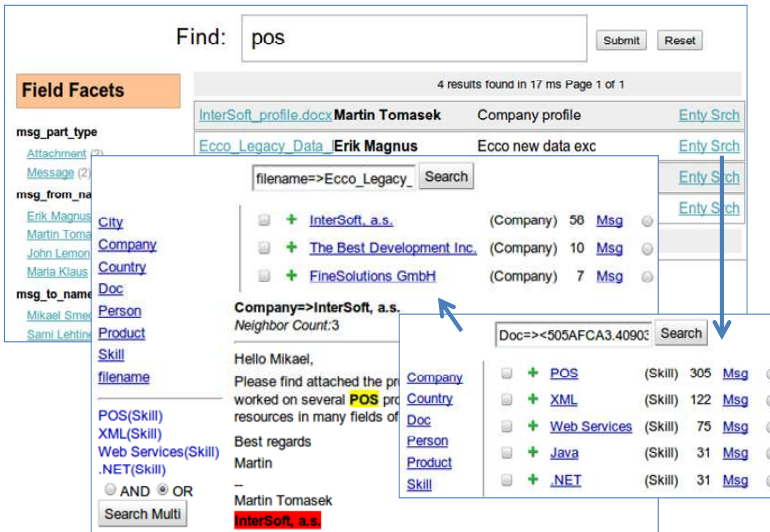 Find: pos Submit Reset
Field Facets
4 results found in 17 ms Page 1 of 1
InterSoft_profile.docx Martin Tomasek Company profile Enty Srch
Ecco_Legacy_Data_ Erik Magnus Ecco new data exc Enty Srch
Enty Srch
Enty Srch
msg_part_type
Attachment (2)
Message (2)
msg_from_na
Erik Magnus
Martin Toma
John Lemon
Maria Klaus
msg_to_name
Mikael Smed
Sami Lehtine
filename=>Ecco_Legacy_ Search
City
Company
Country
Doc
Person
Product
Skill
filename
POS(Skill)
XML(Skill)
Web Services(Skill)
.NET(Skill)
AND OR
Search Multi
InterSoft, a.s. (Company) 58 Msg
The Best Development Inc. (Company) 10 Msg
FineSolutions GmbH (Company) 7 Msg
Company=>InterSoft, a.s.
Neighbor Count:3
Hello Mikael,
Please find attached the pr
worked on several POS pro
resources in many fields of
Best regards
Martin
--
Martin Tomasek
InterSoft, a.s.
Doc=><505AFCA3.40903 Search
Company
Country
Doc
Person
Product
Skill
POS (Skill) 305 Msg
XML (Skill) 122 Msg
Web Services (Skill) 75 Msg
Java (Skill) 31 Msg
.NET (Skill) 31 Msg